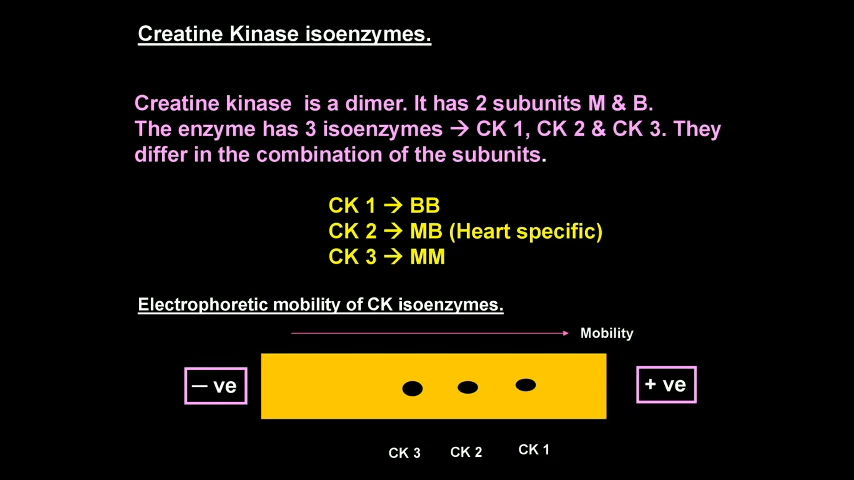 Creatine Kinase isoenzymes.
Creatine kinase is a dimer. It has 2 subunits M & B.
The enzyme has 3 isoenzymes → CK 1, CK 2 & CK 3. They
differ in the combination of the subunits.
CK 1 → BB
CK 2 → MB (Heart specific)
CK 3 → MM
Electrophoretic mobility of CK isoenzymes.
Mobility
─ ve
+ ve
CK 3 CK 2 CK 1